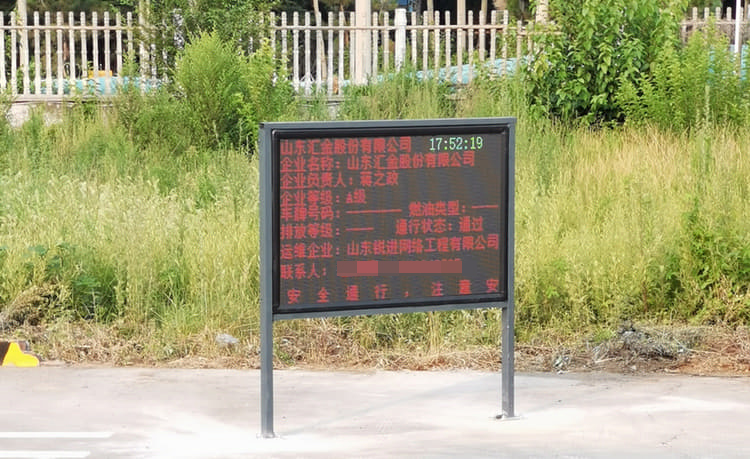 山东汇金股份有限公司 17:52:19
企业名称：山东汇金股份有限公司
企业负责人：蒋之政
企业等级：A级
车牌号码：———— 燃油类型：——
排放等级：—— 通行状态：通过
运维企业：山东锐进网络工程有限公司
联系人：
安全通行，注意安